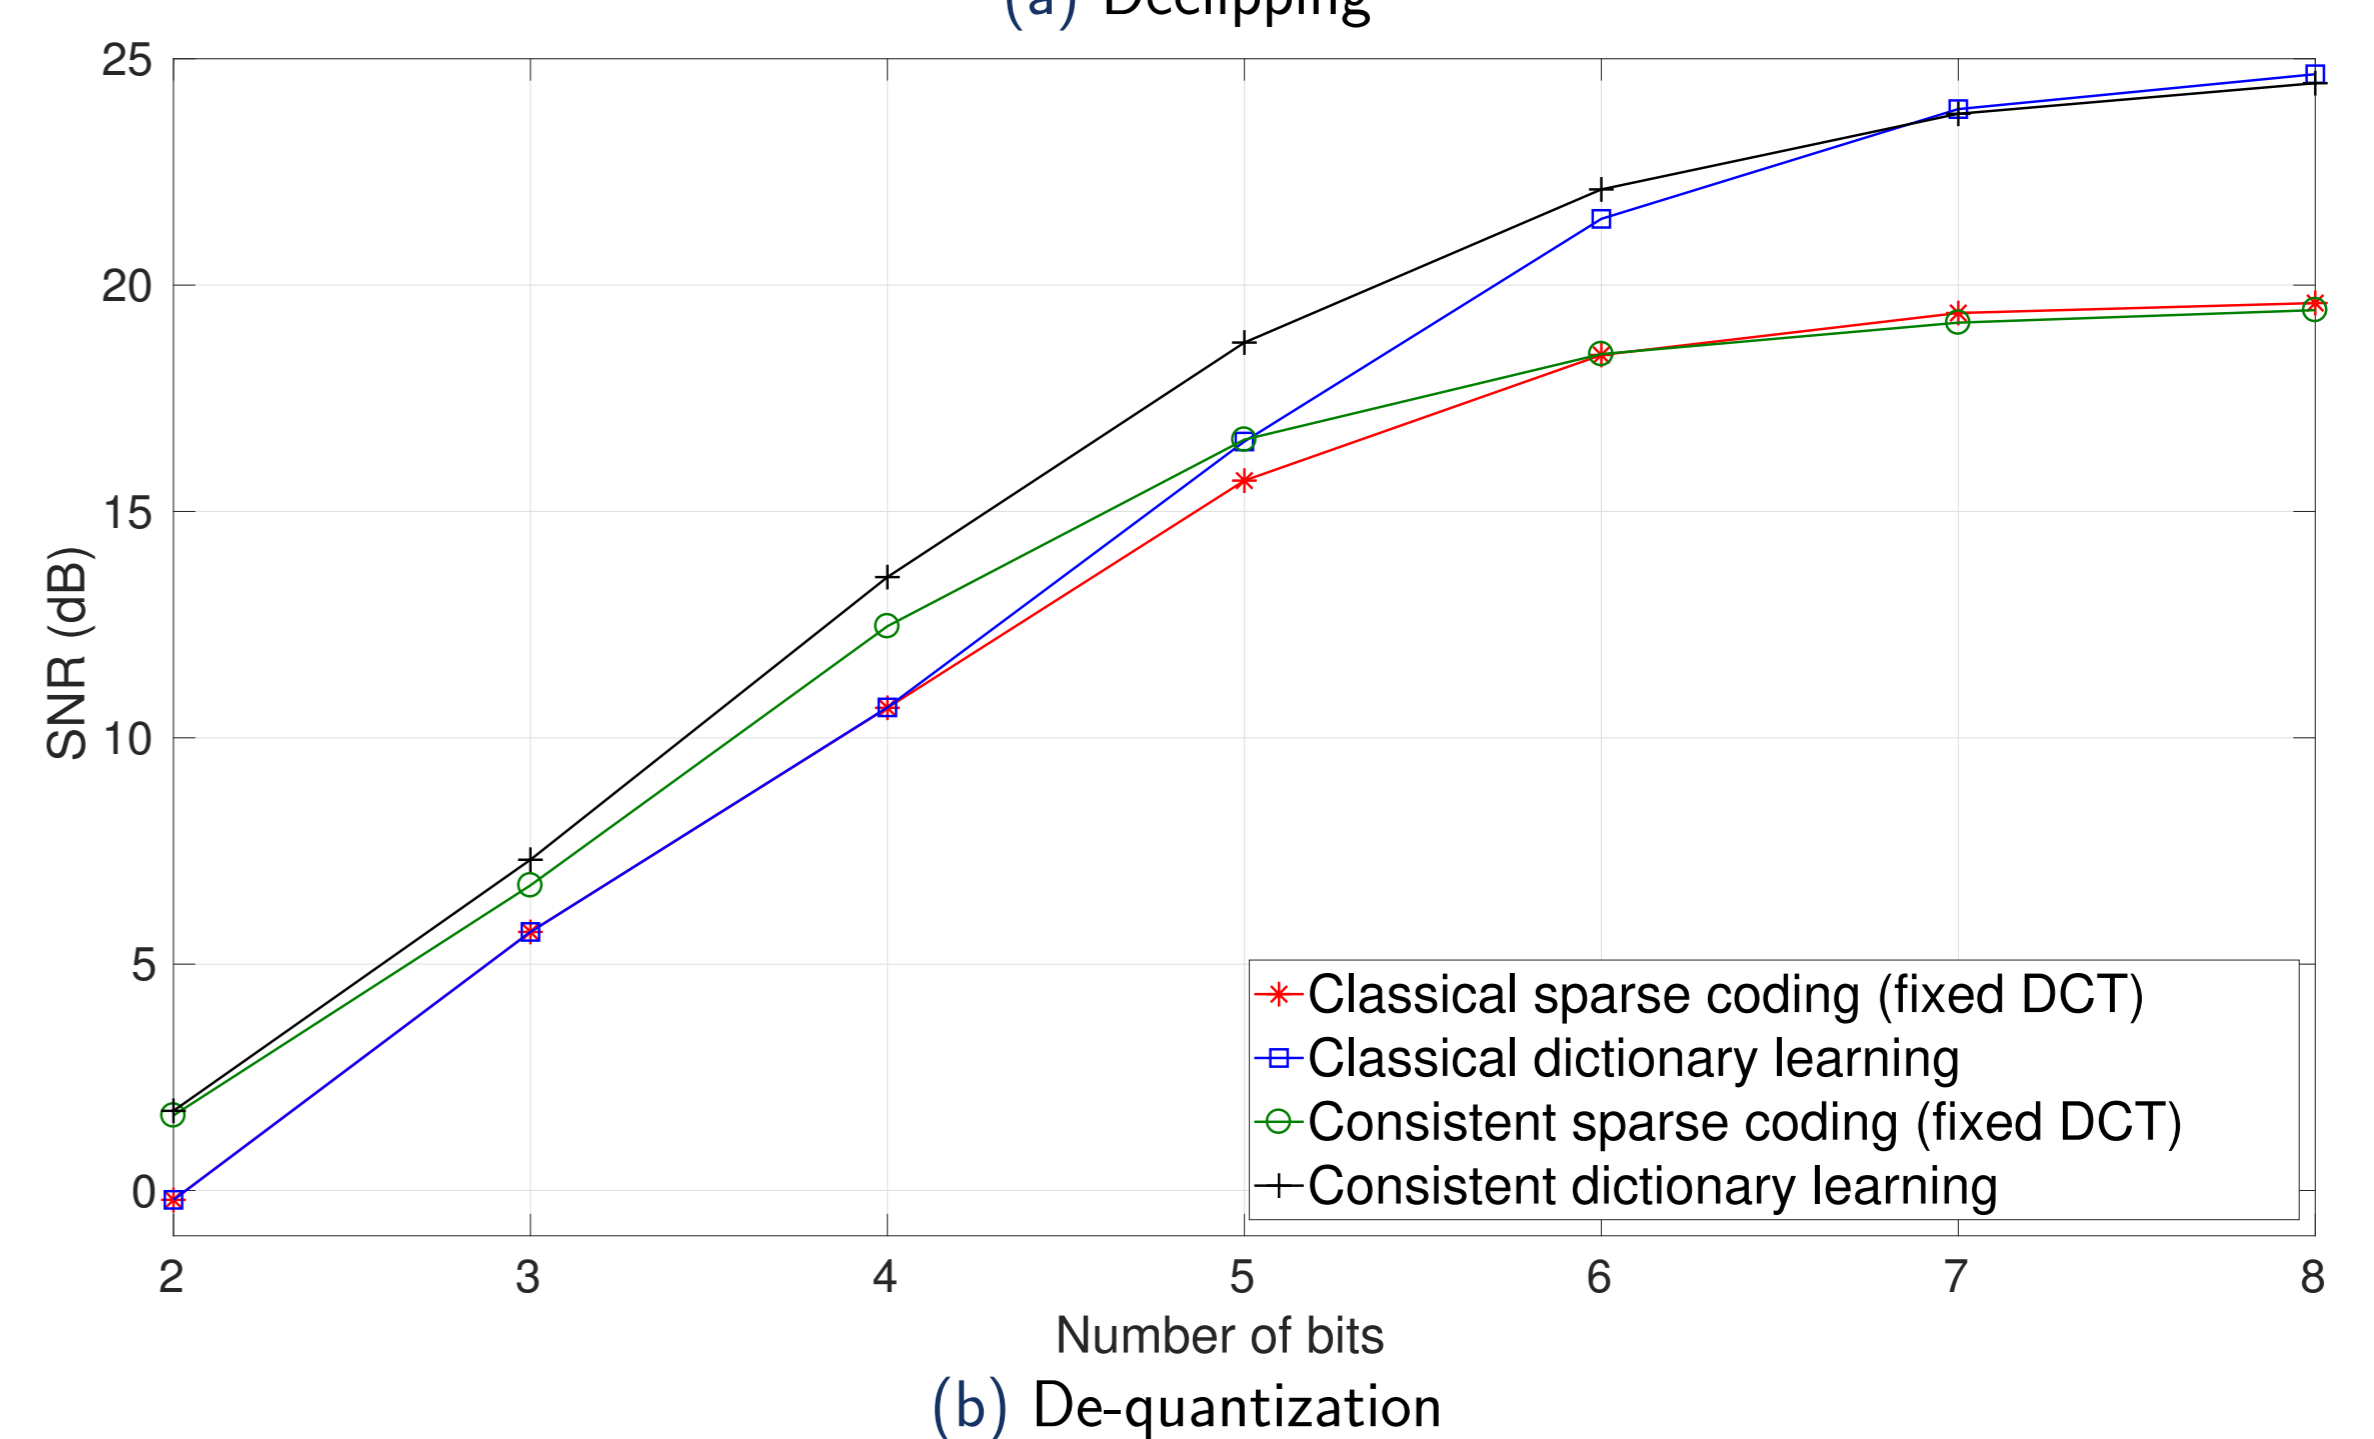 (a) Declipping
25
20
15
10
5
0
SNR (dB)
Classical sparse coding (fixed DCT)
Classical dictionary learning
Consistent sparse coding (fixed DCT)
Consistent dictionary learning
2 3 4 5 6 7 8
Number of bits
(b) De-quantization